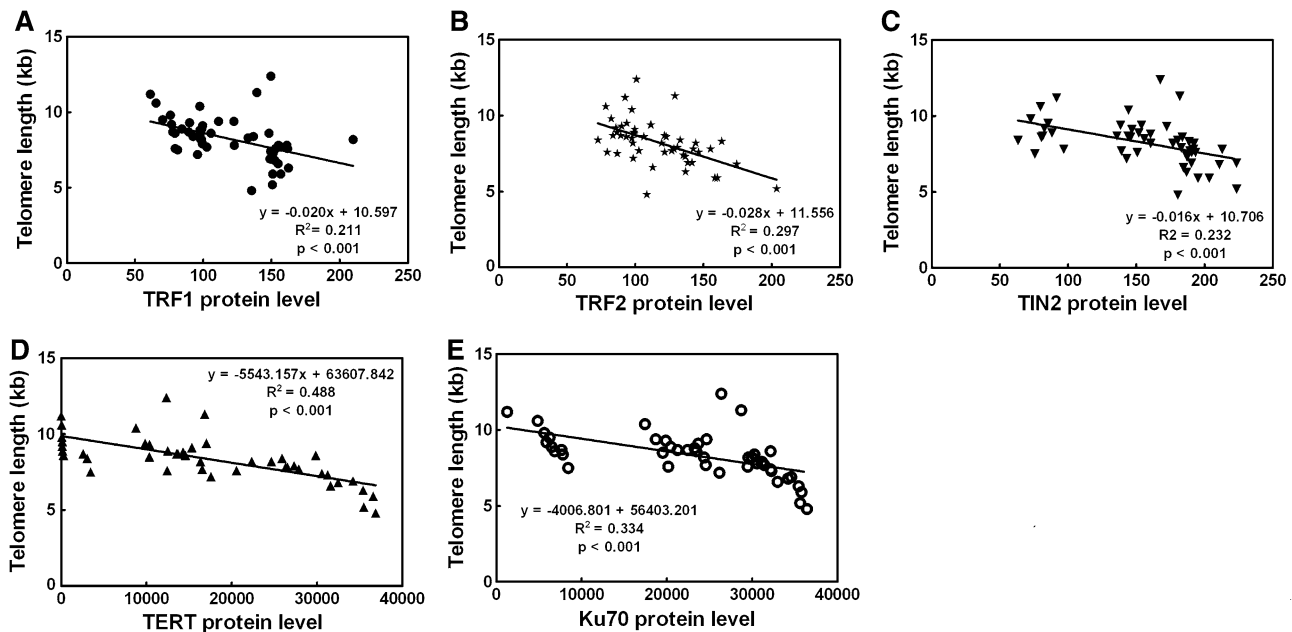 A
Telomere length (kb)
15
10
5
0
0 50 100 150 200 250
TRF1 protein level
y = -0.020x + 10.597
R2= 0.211
p < 0.001
B
Telomere length (kb)
15
10
5
0
0 50 100 150 200 250
TRF2 protein level
y = -0.028x + 11.556
R2 = 0.297
p < 0.001
C
Telomere length (kb)
15
10
5
0
0 50 100 150 200 250
TIN2 protein level
y = -0.016x + 10.706
R2 = 0.232
p < 0.001
D
Telomere length (kb)
15
10
5
0
0 10000 20000 30000 40000
TERT protein level
y = -5543.157x + 63607.842
R2 = 0.488
p < 0.001
E
Telomere length (kb)
15
10
5
0
0 10000 20000 30000 40000
Ku70 protein level
y = -4006.801 + 56403.201
R2 = 0.334
p < 0.001